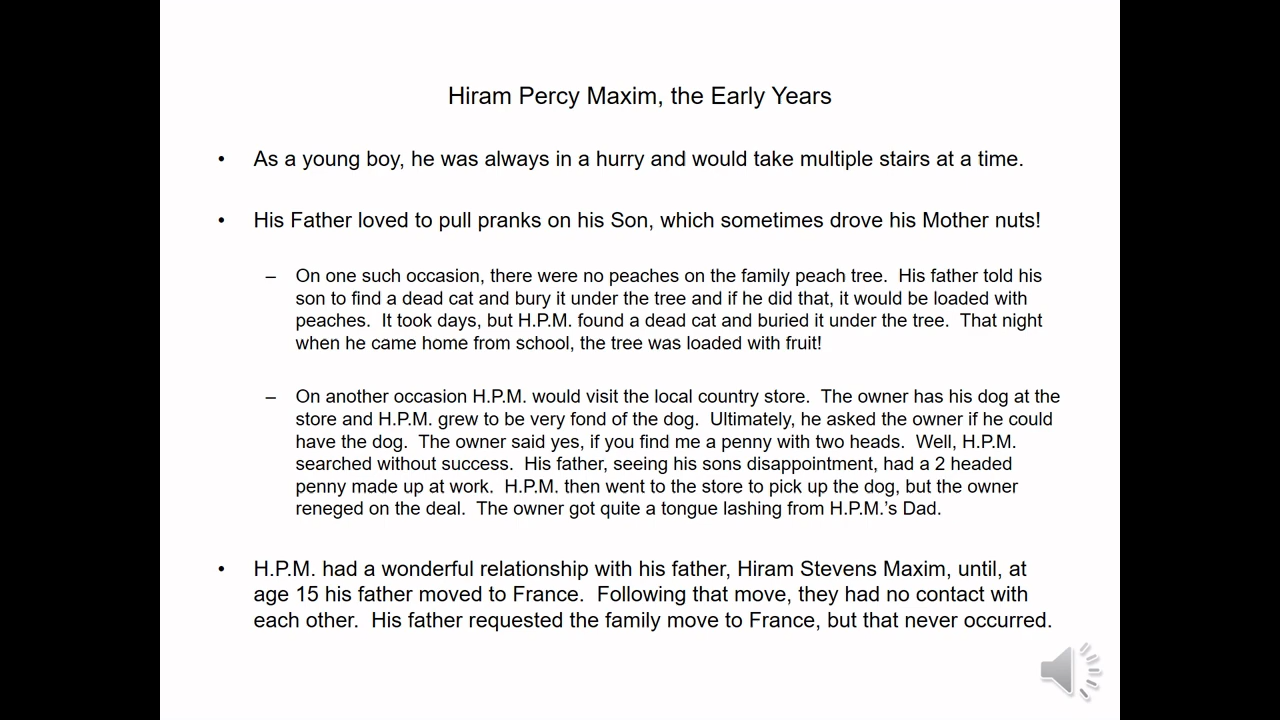 Hiram Percy Maxim, the Early Years
• As a young boy, he was always in a hurry and would take multiple stairs at a time.
• His Father loved to pull pranks on his Son, which sometimes drove his Mother nuts!
– On one such occasion, there were no peaches on the family peach tree.  His father told his
son to find a dead cat and bury it under the tree and if he did that, it would be loaded with
peaches.  It took days, but H.P.M. found a dead cat and buried it under the tree.  That night
when he came home from school, the tree was loaded with fruit!
– On another occasion H.P.M. would visit the local country store.  The owner has his dog at the
store and H.P.M. grew to be very fond of the dog.  Ultimately, he asked the owner if he could
have the dog.  The owner said yes, if you find me a penny with two heads.  Well, H.P.M.
searched without success.  His father, seeing his sons disappointment, had a 2 headed
penny made up at work.  H.P.M. then went to the store to pick up the dog, but the owner
reneged on the deal.  The owner got quite a tongue lashing from H.P.M.’s Dad.
• H.P.M. had a wonderful relationship with his father, Hiram Stevens Maxim, until, at
age 15 his father moved to France.  Following that move, they had no contact with
each other.  His father requested the family move to France, but that never occurred.